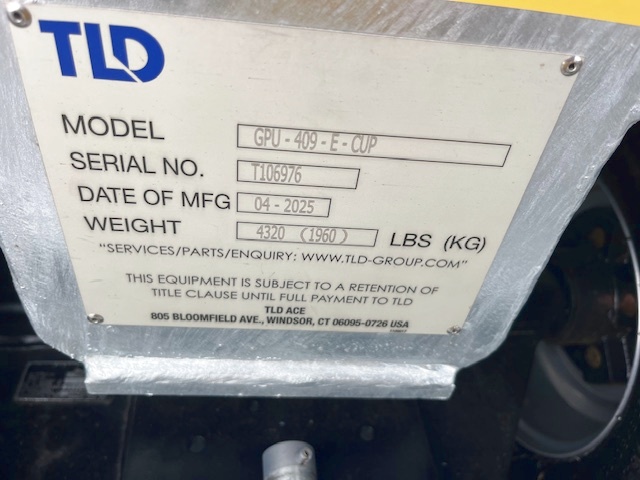 TLD
MODEL GPU - 409 - E - CUP
SERIAL NO. T106976
DATE OF MFG 04 - 2025
WEIGHT 4320 (1960) LBS (KG)
"SERVICES/PARTS/ENQUIRY: WWW.TLD-GROUP.COM"
THIS EQUIPMENT IS SUBJECT TO A RETENTION OF
TITLE CLAUSE UNTIL FULL PAYMENT TO TLD
TLD ACE
805 BLOOMFIELD AVE., WINDSOR, CT 06095-0726 USA